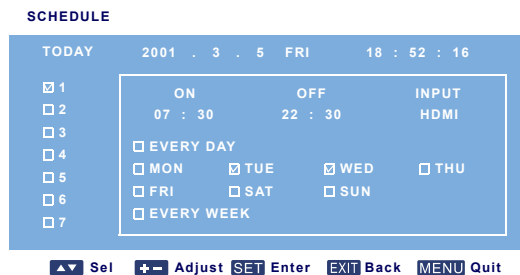 SCHEDULE
TODAY 2001 . 3 . 5 FRI 18 : 52 : 16
☑ 1
☐ 2
☐ 3
☐ 4
☐ 5
☐ 6
☐ 7
ON OFF INPUT
07 : 30 22 : 30 HDMI
☐ EVERY DAY
☐ MON ☑ TUE ☑ WED ☐ THU
☐ FRI ☐ SAT ☐ SUN
☐ EVERY WEEK
▲▼ Sel + − Adjust SET Enter EXIT Back MENU Quit